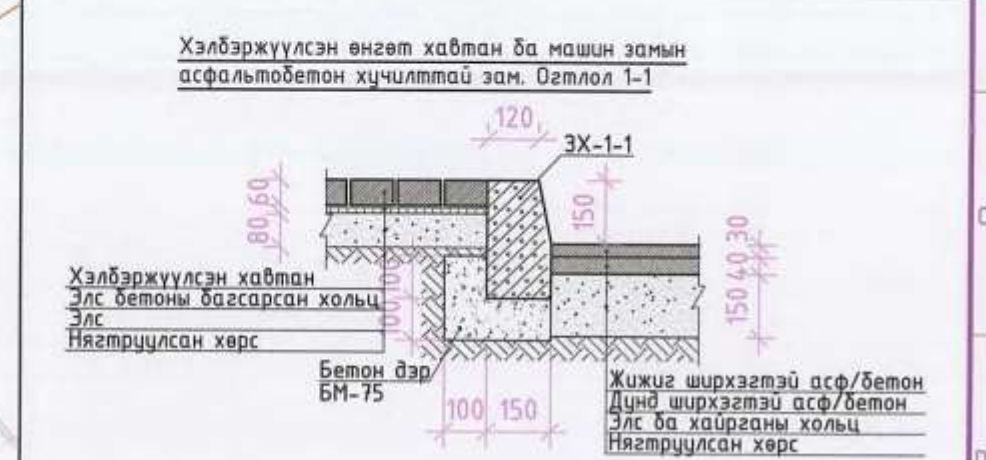 Хэлбэржүүлсэн өнгөт хавтан ба машин замын
асфальтобетон хучилттай зам. Огтлол 1-1
120
ЗХ-1-1
80 60
150
150 40 30
Хэлбэржүүлсэн хавтан
Элс бетоны багсарсан хольц
Элс
Нягтруулсан хөрс
100 100
Бетон дэр
БМ-75
100 150
Жижиг ширхэгтэй асф/бетон
Дунд ширхэгтэй асф/бетон
Элс ба хайрганы хольц
Нягтруулсан хөрс